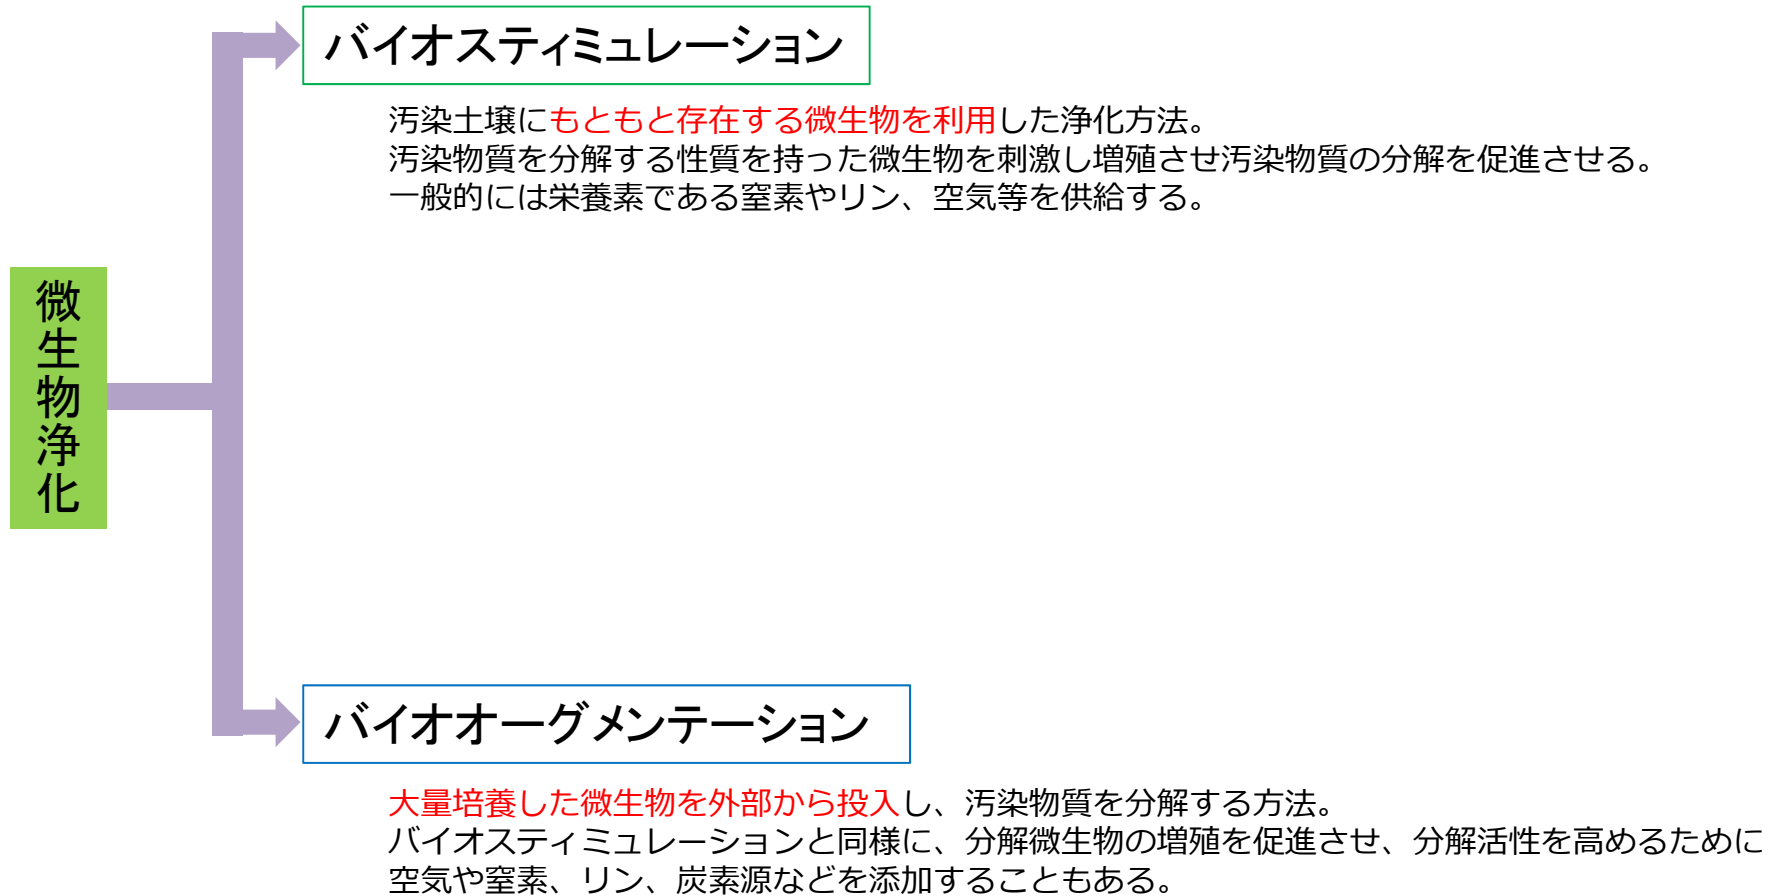 バイオスティミュレーション
汚染土壌にもともと存在する微生物を利用した浄化方法。
汚染物質を分解する性質を持った微生物を刺激し増殖させ汚染物質の分解を促進させる。
一般的には栄養素である窒素やリン、空気等を供給する。
微生物浄化
バイオオーグメンテーション
大量培養した微生物を外部から投入し、汚染物質を分解する方法。
バイオスティミュレーションと同様に、分解微生物の増殖を促進させ、分解活性を高めるために
空気や窒素、リン、炭素源などを添加することもある。